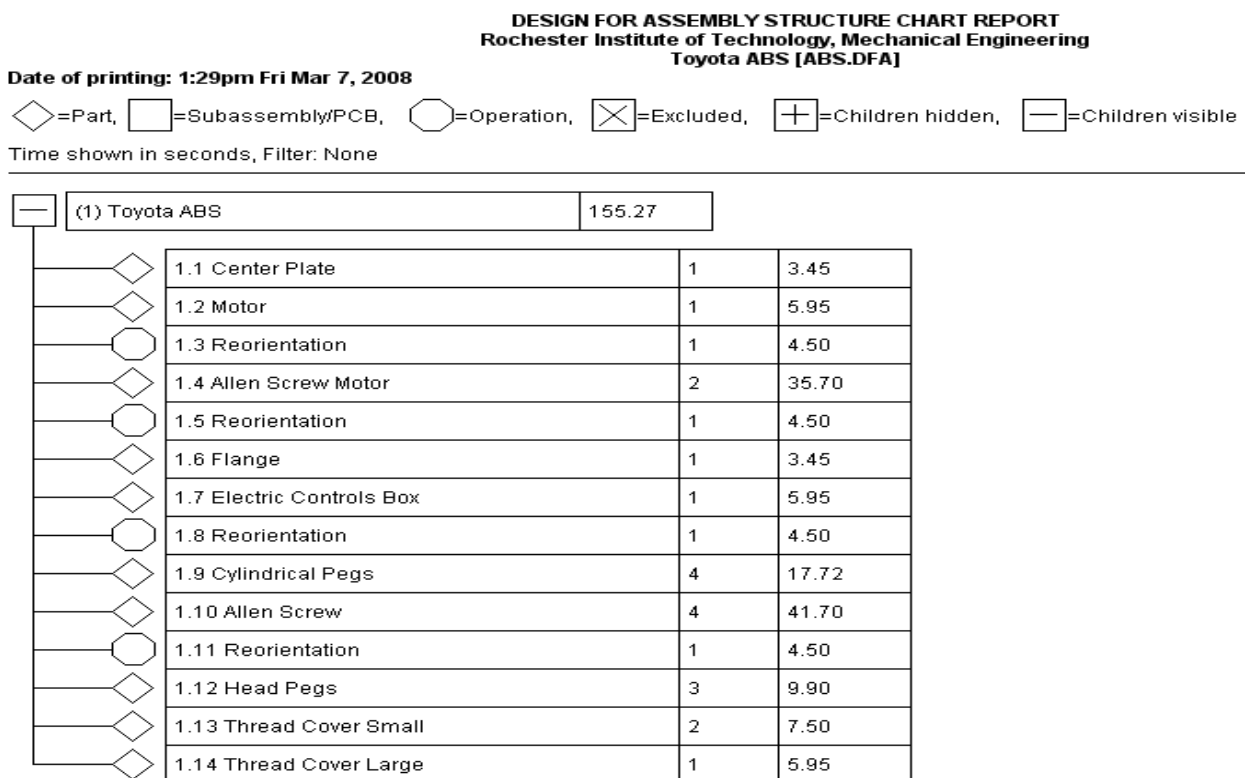 DESIGN FOR ASSEMBLY STRUCTURE CHART REPORT
Rochester Institute of Technology, Mechanical Engineering
Toyota ABS [ABS.DFA]
Date of printing: 1:29pm Fri Mar 7, 2008
=Part, =Subassembly/PCB, =Operation, =Excluded, =Children hidden, =Children visible
Time shown in seconds, Filter: None
(1) Toyota ABS 155.27
1.1 Center Plate 1 3.45
1.2 Motor 1 5.95
1.3 Reorientation 1 4.50
1.4 Allen Screw Motor 2 35.70
1.5 Reorientation 1 4.50
1.6 Flange 1 3.45
1.7 Electric Controls Box 1 5.95
1.8 Reorientation 1 4.50
1.9 Cylindrical Pegs 4 17.72
1.10 Allen Screw 4 41.70
1.11 Reorientation 1 4.50
1.12 Head Pegs 3 9.90
1.13 Thread Cover Small 2 7.50
1.14 Thread Cover Large 1 5.95